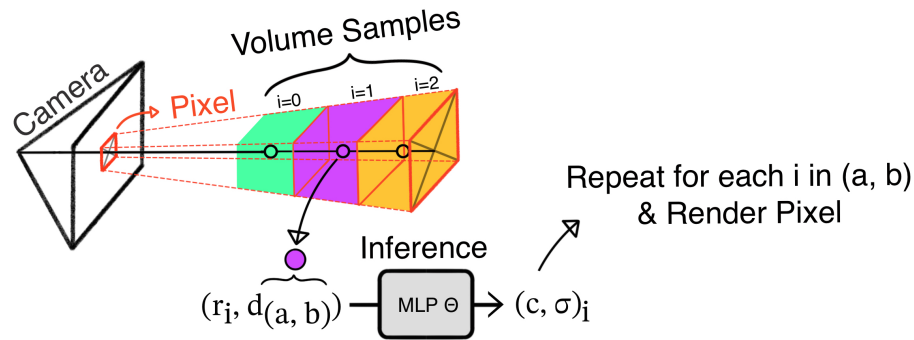 Volume Samples
i=0
i=1
i=2
Camera
Pixel
Repeat for each i in (a, b)
& Render Pixel
Inference
(rᵢ, d(a, b))
MLP Θ
(c, σ)ᵢ